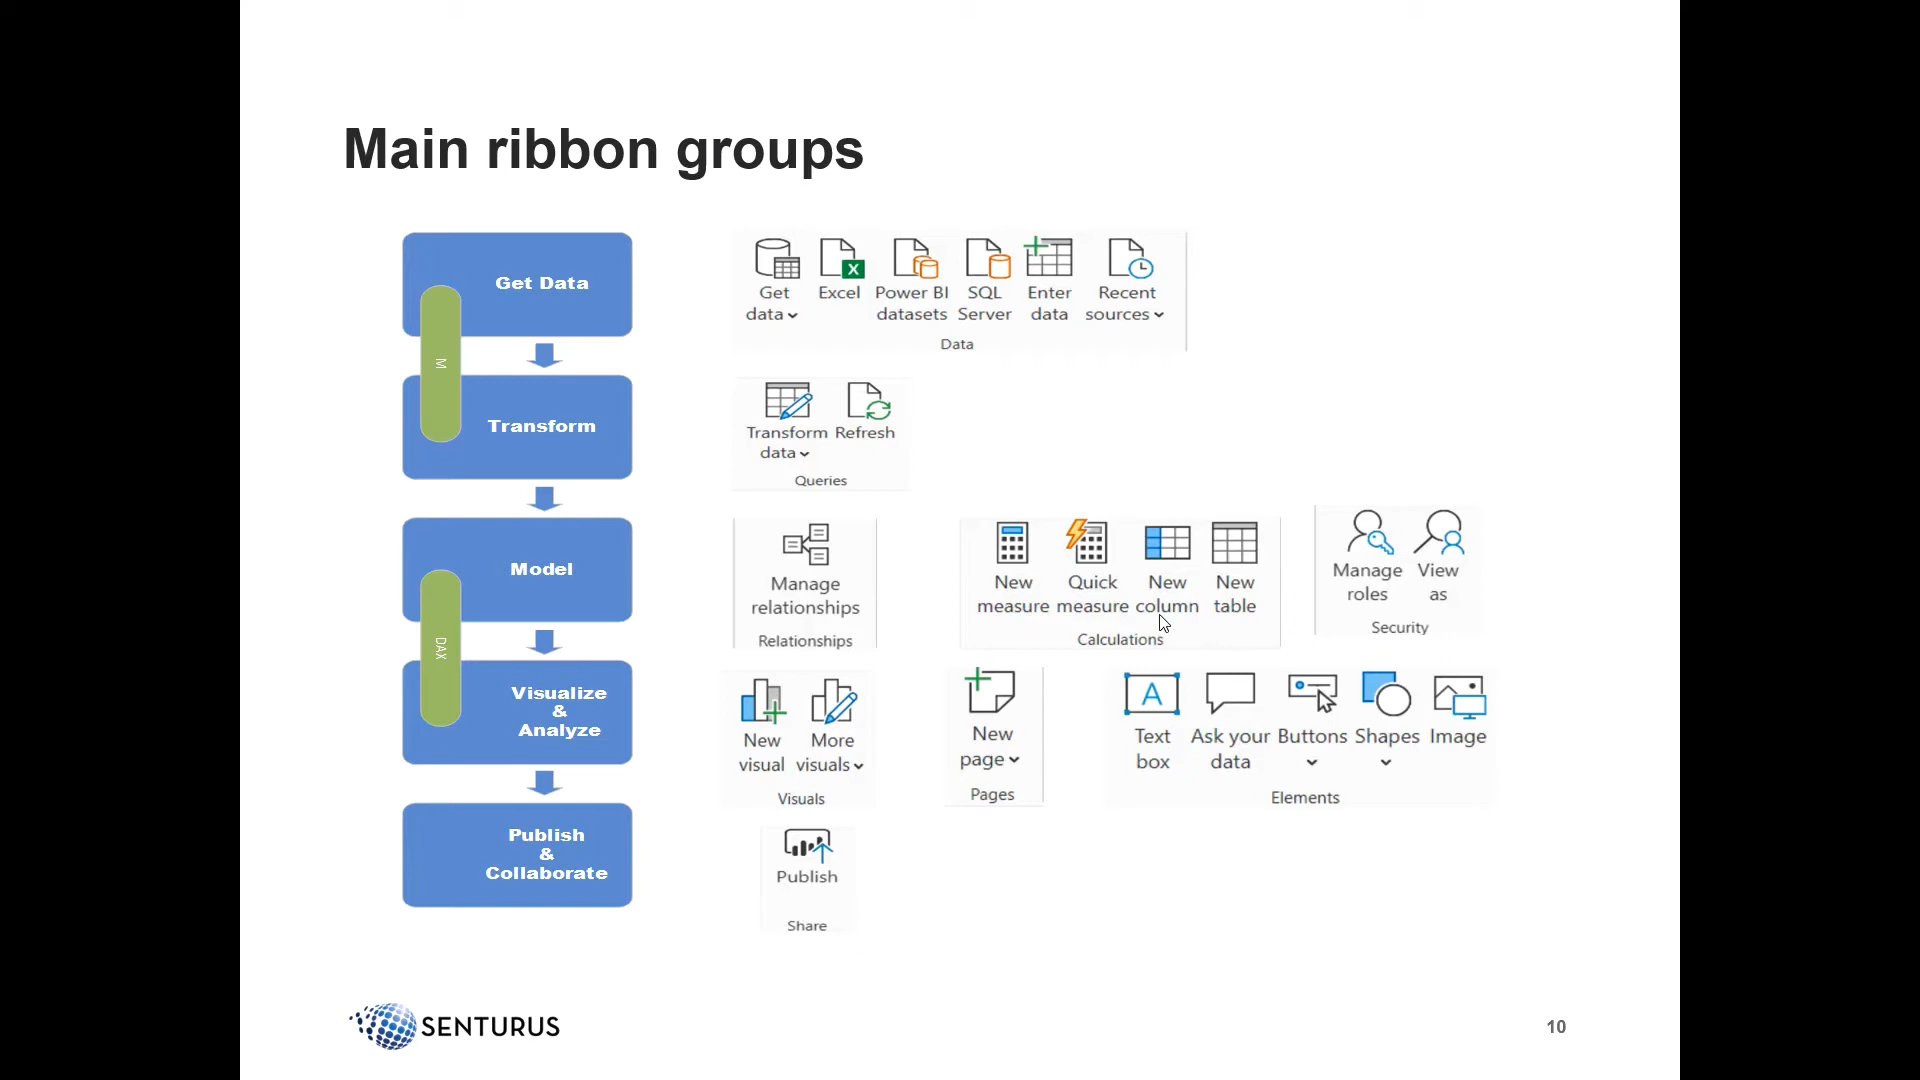 Main ribbon groups
Get Data
M
Transform
Model
DAX
Visualize
&
Analyze
Publish
&
Collaborate
Get Excel Power BI SQL Enter Recent
data datasets Server data sources
Data
Transform Refresh
data
Queries
Manage
relationships
Relationships
New Quick New New
measure measure column table
Calculations
Manage View
roles as
Security
New More
visual visuals
Visuals
New
page
Pages
A
Text Ask your Buttons Shapes Image
box data
Elements
Publish
Share
SENTURUS
10